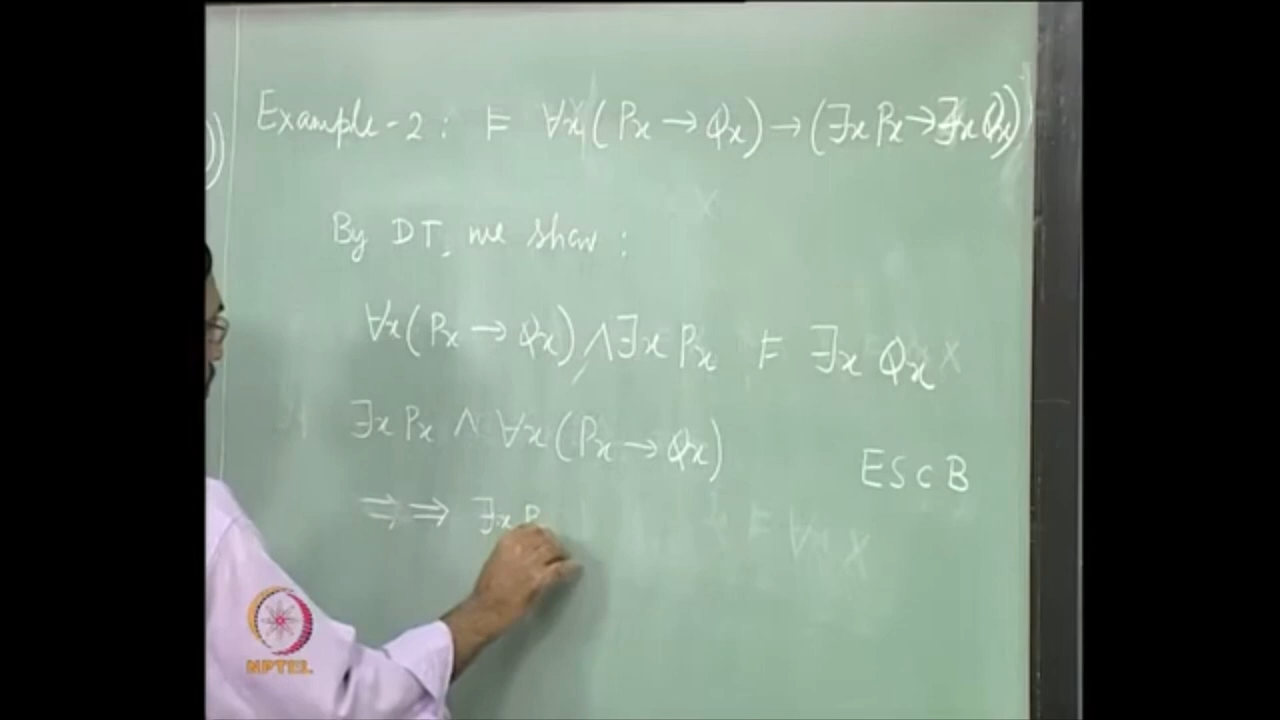 Example-2: ⊨ ∀x(Px → Qx) → (∃x Px → ∃x Qx))
By DT, we show:
∀x(Px → Qx) ∧ ∃x Px ⊨ ∃x Qx
∃x Px ∧ ∀x(Px → Qx)
ESCB
⇒⇒ ∃x P
NPTEL